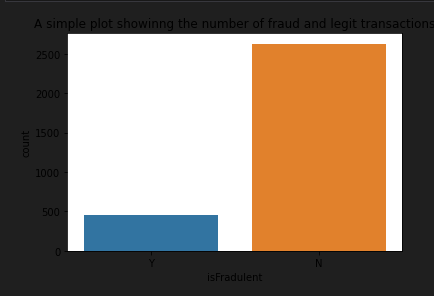 A simple plot showinng the number of fraud and legit transactions
2500
2000
1500
1000
500
0
count
Y
N
isFradulent